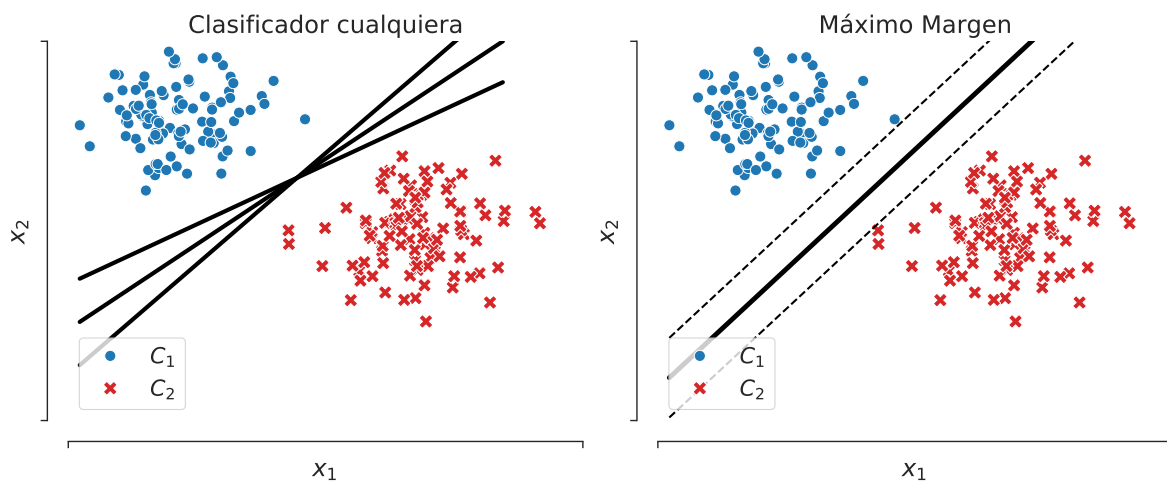 Clasificador cualquiera
x₂
C₁
C₂
x₁
Máximo Margen
x₂
C₁
C₂
x₁